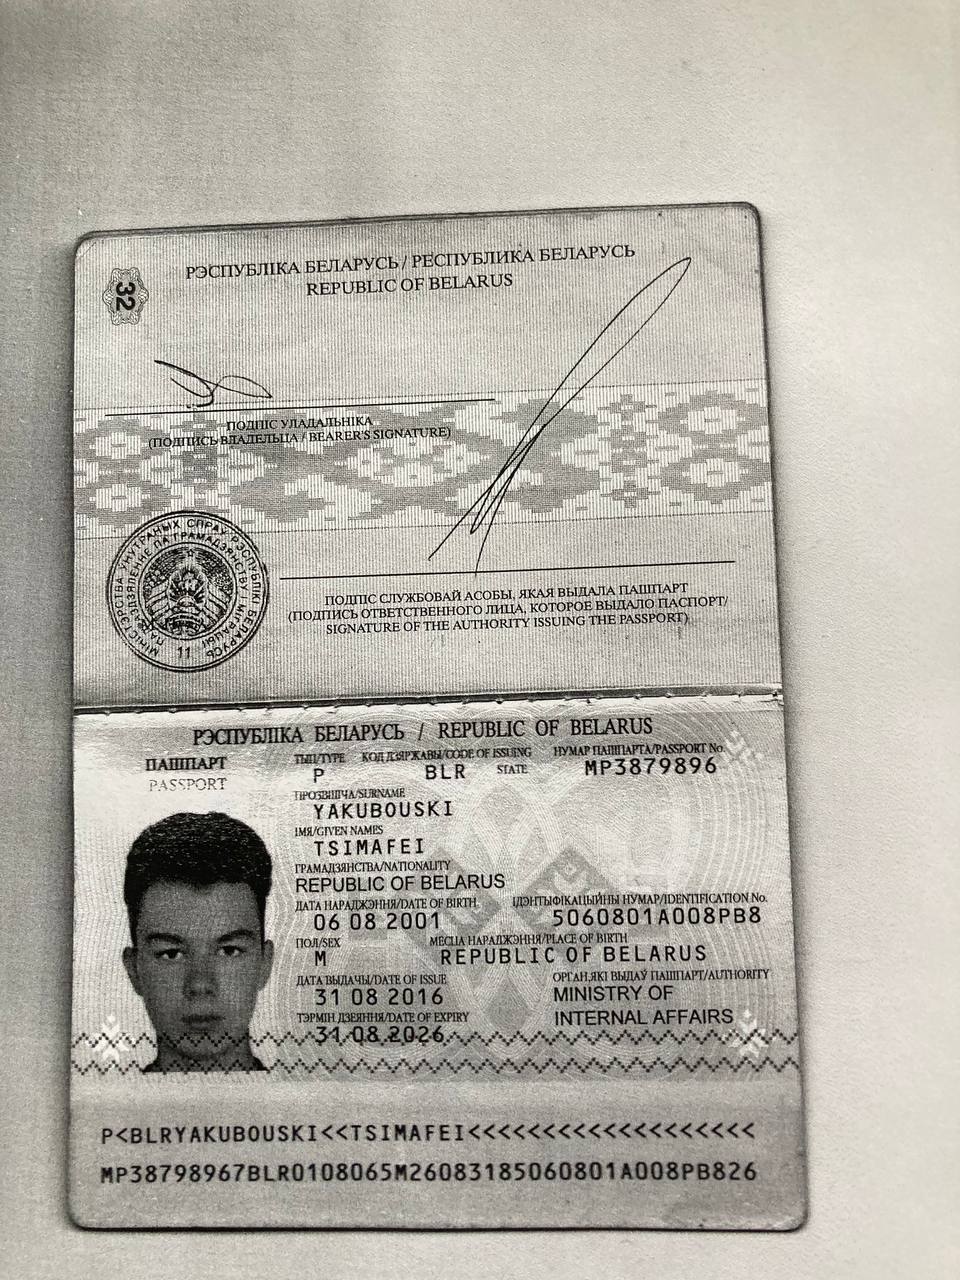 32
РЭСПУБЛІКА БЕЛАРУСЬ / РЕСПУБЛИКА БЕЛАРУСЬ
REPUBLIC OF BELARUS
ПОДПІС УЛАДАЛЬНІКА
(ПОДПИСЬ ВЛАДЕЛЬЦА / BEARER'S SIGNATURE)
МІНІСТЭРСТВА УНУТРАНЫХ СПРАУ РЭСПУБЛІКІ БЕЛАРУСЬ
ПА ГРАМАДЗЯНСТВУ І МІГРАЦЫІ
11
ПОДПІС СЛУЖБОВАЙ АСОБЫ, ЯКАЯ ВЫДАЛА ПАШПАРТ
(ПОДПИСЬ ОТВЕТСТВЕННОГО ЛИЦА, КОТОРОЕ ВЫДАЛО ПАСПОРТ/
SIGNATURE OF THE AUTHORITY ISSUING THE PASSPORT)
РЭСПУБЛІКА БЕЛАРУСЬ / REPUBLIC OF BELARUS
ПАШПАРТ
PASSPORT
ТЫП/TYPE КОД ДЗЯРЖАВЫ/CODE OF ISSUING STATE НУМАР ПАШПАРТА/PASSPORT No.
P BLR MP3879896
ПРОЗВІШЧА/SURNAME
YAKUBOUSKI
ІМЯ/GIVEN NAMES
TSIMAFEI
ГРАМАДЗЯНСТВА/NATIONALITY
REPUBLIC OF BELARUS
ДАТА НАРАДЖЭННЯ/DATE OF BIRTH ІДЭНТЫФІКАЦЫЙНЫ НУМАР/IDENTIFICATION No.
06 08 2001 5060801A008PB8
ПОЛ/SEX МЕСЦА НАРАДЖЭННЯ/PLACE OF BIRTH
M REPUBLIC OF BELARUS
ДАТА ВЫДАЧЫ/DATE OF ISSUE ОРГАН,ЯКІ ВЫДАЎ ПАШПАРТ/AUTHORITY
31 08 2016 MINISTRY OF
ТЭРМІН ДЗЕЯННЯ/DATE OF EXPIRY INTERNAL AFFAIRS
31 08 2026
P<BLRYAKUBOUSKI<<TSIMAFEI<<<<<<<<<<<<<<<<<<<
MP38798967BLR0108065M26083185060801A008PB826